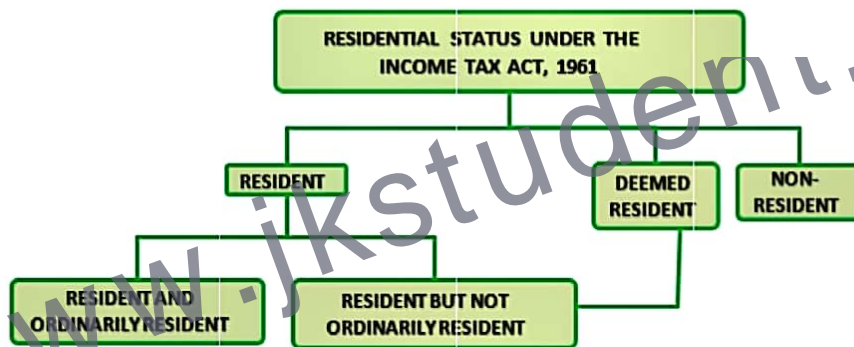 RESIDENTIAL STATUS UNDER THE
INCOME TAX ACT, 1961
RESIDENT
DEEMED
RESIDENT
NON-
RESIDENT
RESIDENT AND
ORDINARILY RESIDENT
RESIDENT BUT NOT
ORDINARILY RESIDENT
www.jkstudent.